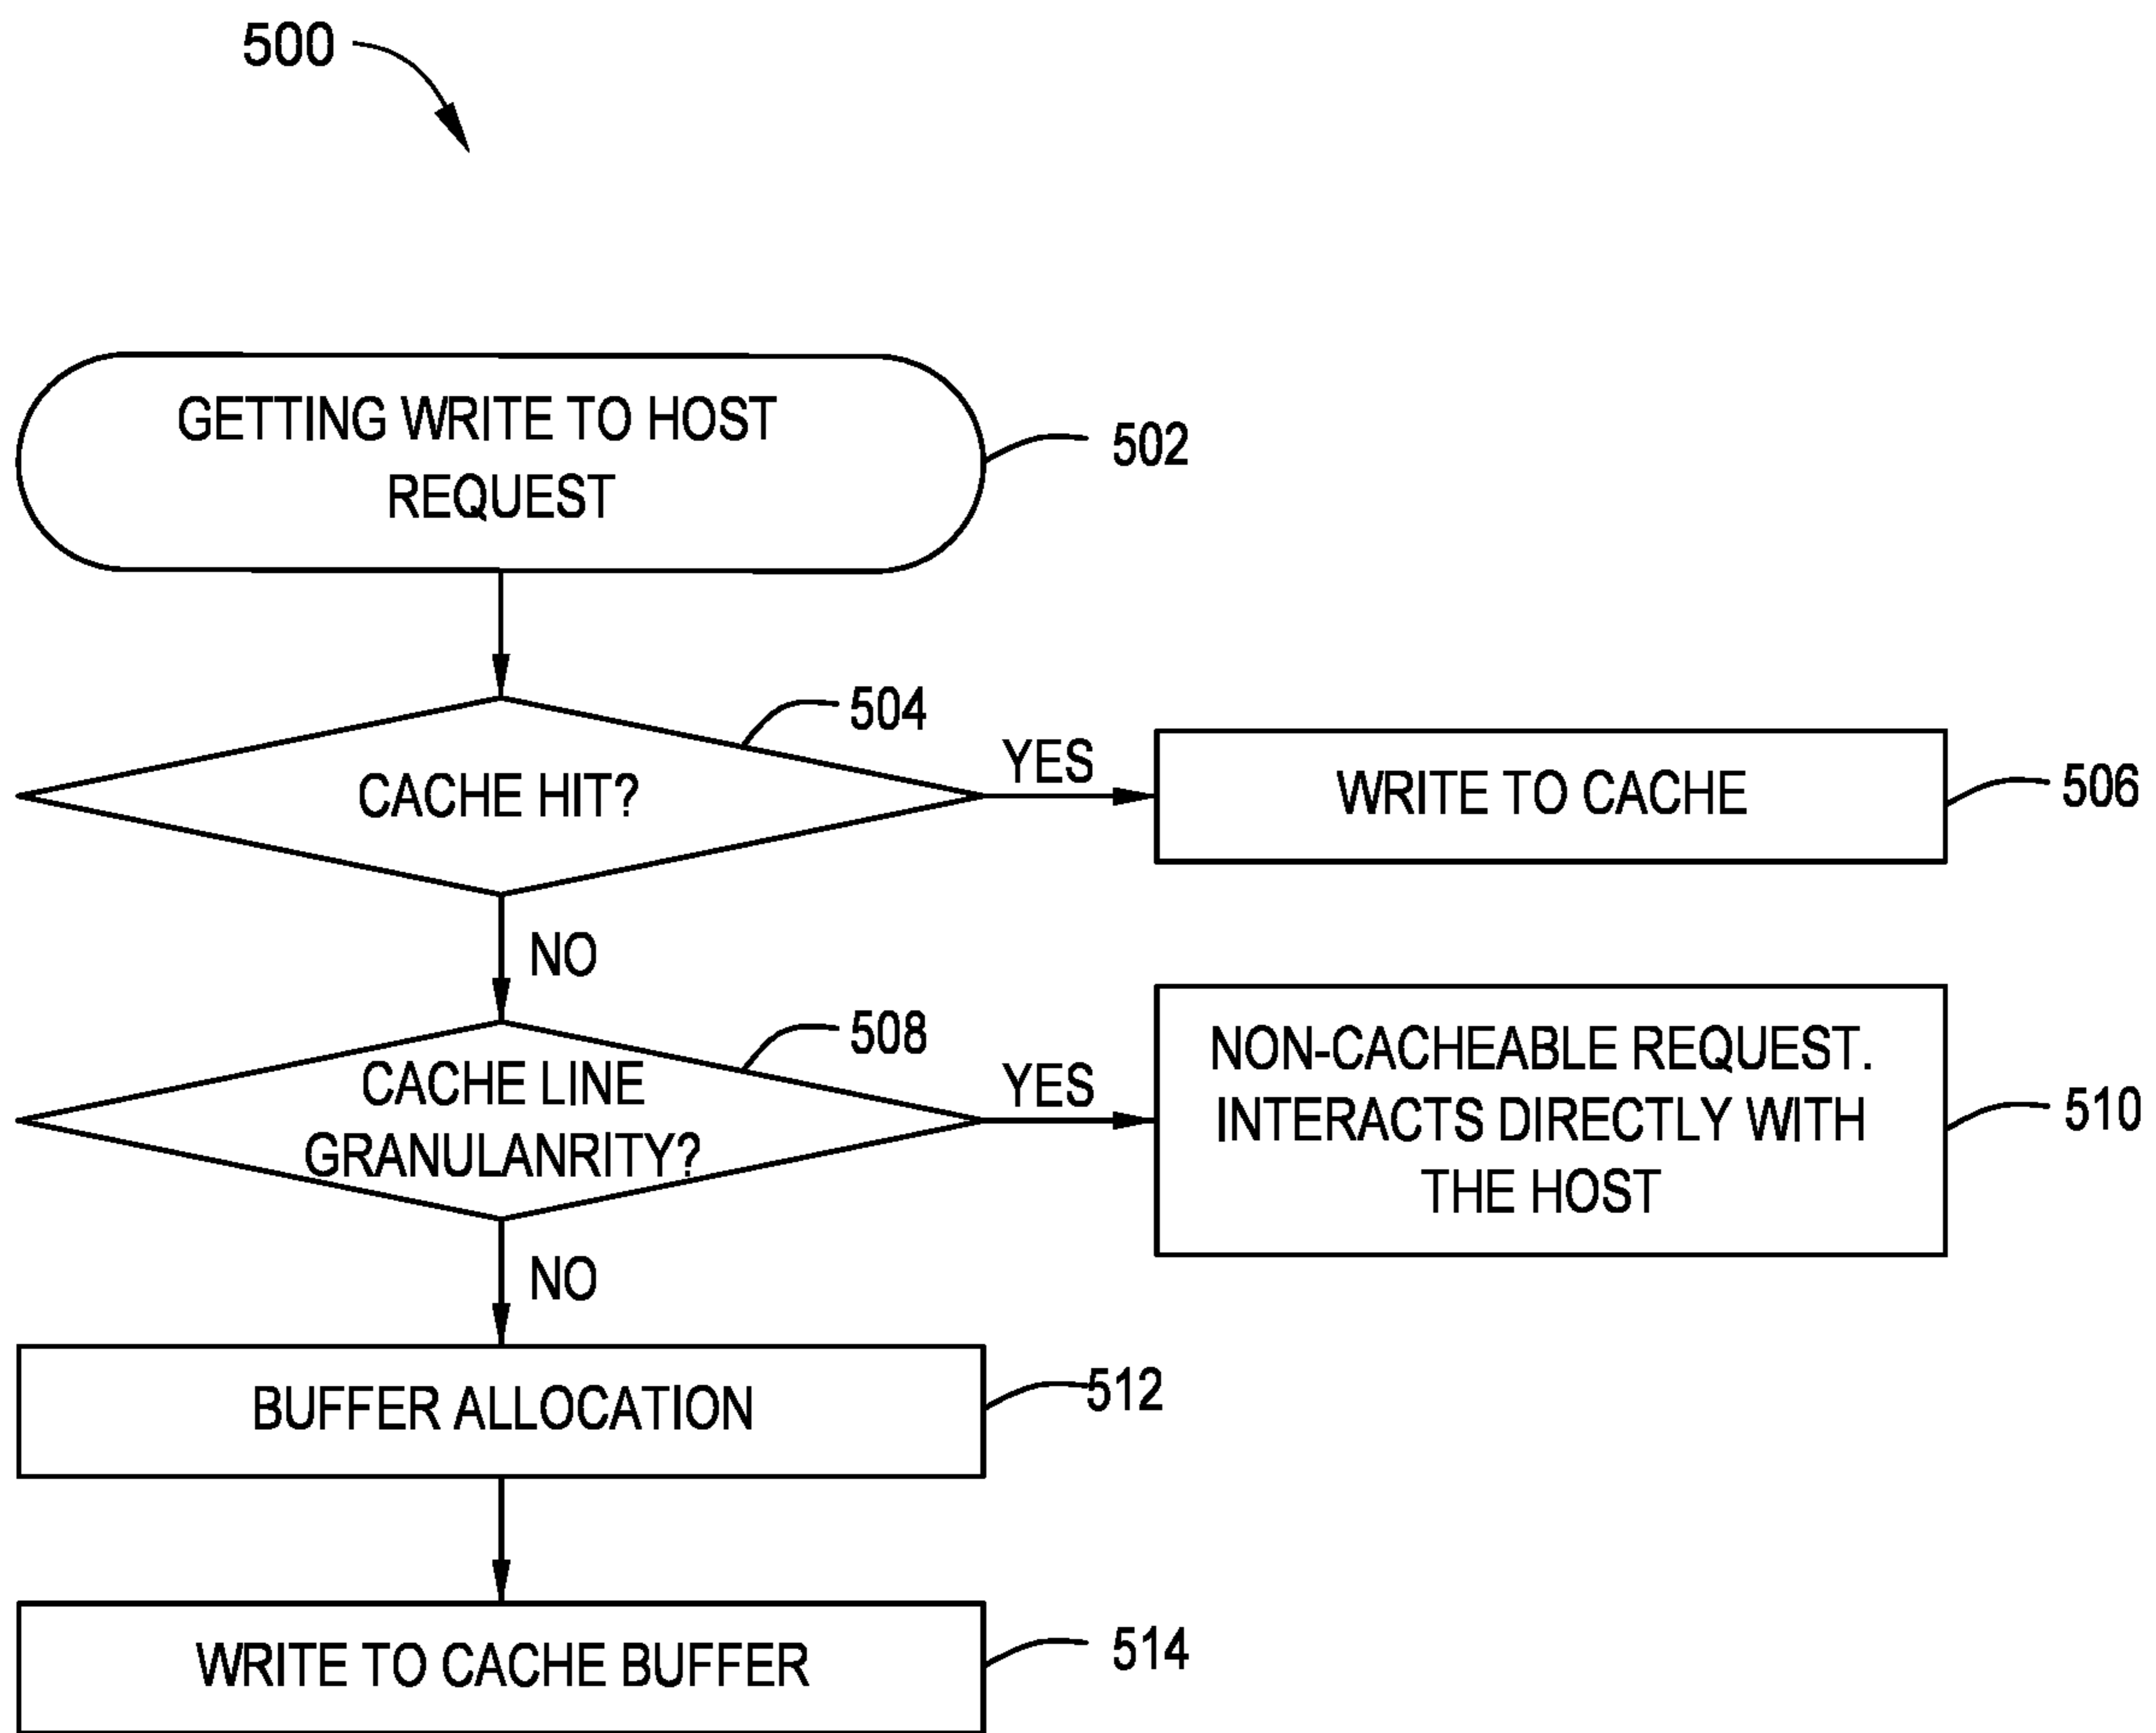 500
GETTING WRITE TO HOST
REQUEST
502
504
CACHE HIT?
YES
WRITE TO CACHE
506
NO
508
CACHE LINE
GRANULANRITY?
YES
NON-CACHEABLE REQUEST.
INTERACTS DIRECTLY WITH
THE HOST
510
NO
BUFFER ALLOCATION
512
WRITE TO CACHE BUFFER
514